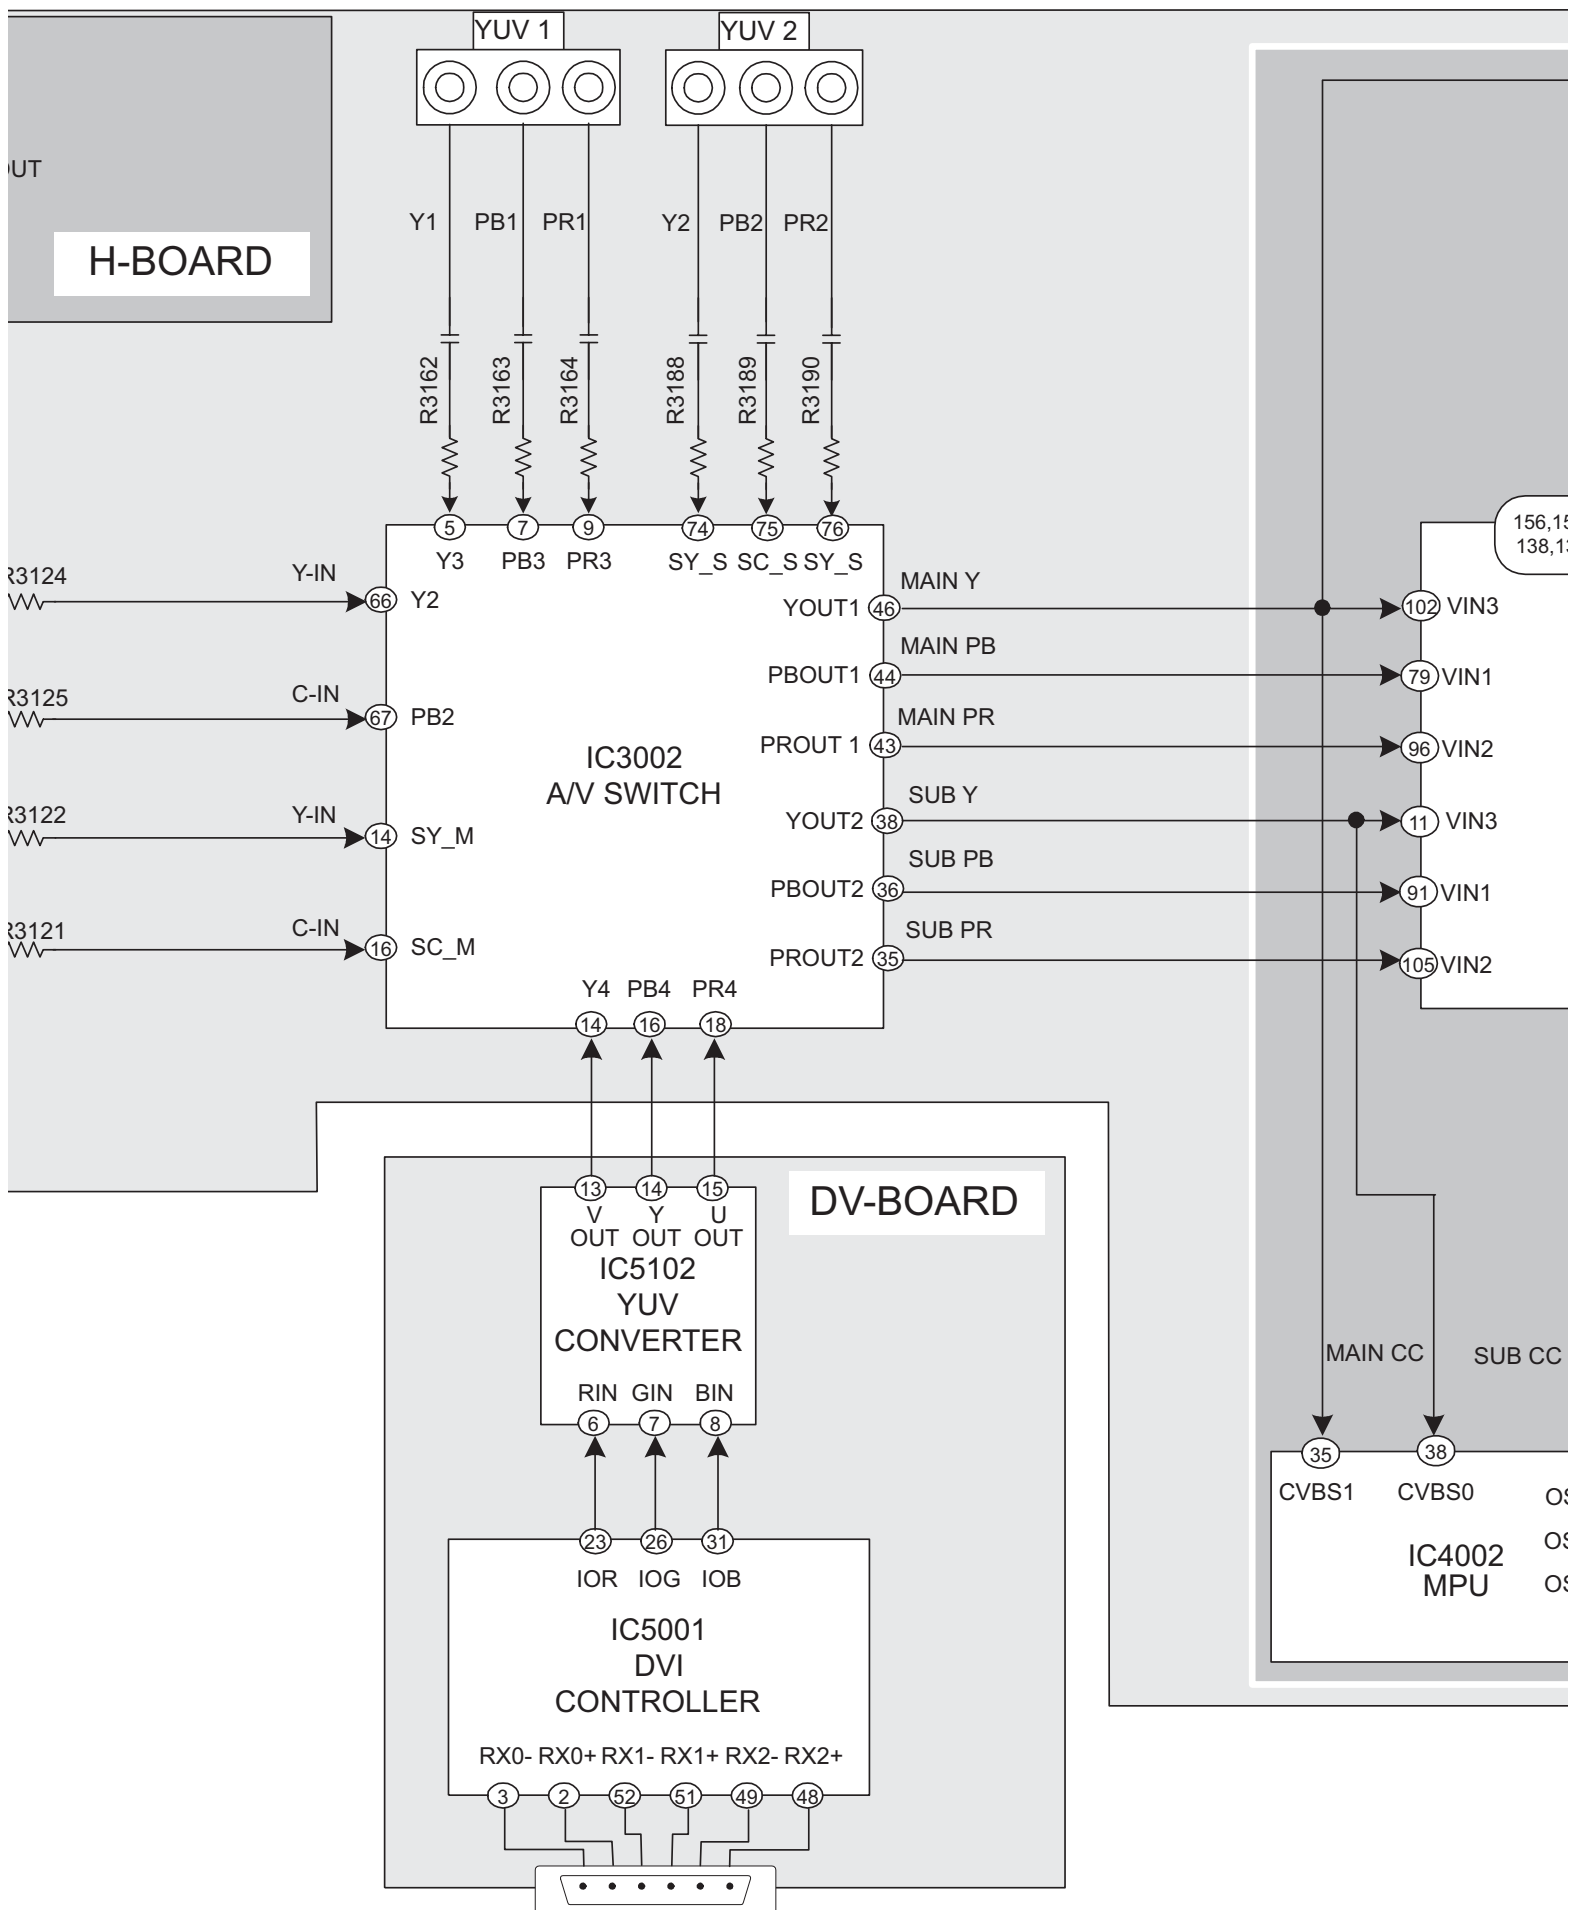 YUV 1
YUV 2
UT
H-BOARD
Y1 PB1 PR1 Y2 PB2 PR2
R3162 R3163 R3164 R3188 R3189 R3190
5 7 9 74 75 76
Y3 PB3 PR3 SY_S SC_S SY_S
156,15
138,13
R3124 Y-IN 66 Y2
MAIN Y
YOUT1 46 102 VIN3
MAIN PB
PBOUT1 44 79 VIN1
R3125 C-IN 67 PB2
MAIN PR
PROUT 1 43 96 VIN2
IC3002
A/V SWITCH
SUB Y
R3122 Y-IN 14 SY_M
YOUT2 38 11 VIN3
SUB PB
PBOUT2 36 91 VIN1
R3121 C-IN 16 SC_M
SUB PR
PROUT2 35 105 VIN2
Y4 PB4 PR4
14 16 18
DV-BOARD
13 14 15
V Y U
OUT OUT OUT
IC5102
YUV
CONVERTER
RIN GIN BIN
6 7 8
MAIN CC SUB CC
35 38
CVBS1 CVBS0 OS
OS
IC4002
MPU OS
23 26 31
IOR IOG IOB
IC5001
DVI
CONTROLLER
RX0- RX0+ RX1- RX1+ RX2- RX2+
3 2 52 51 49 48